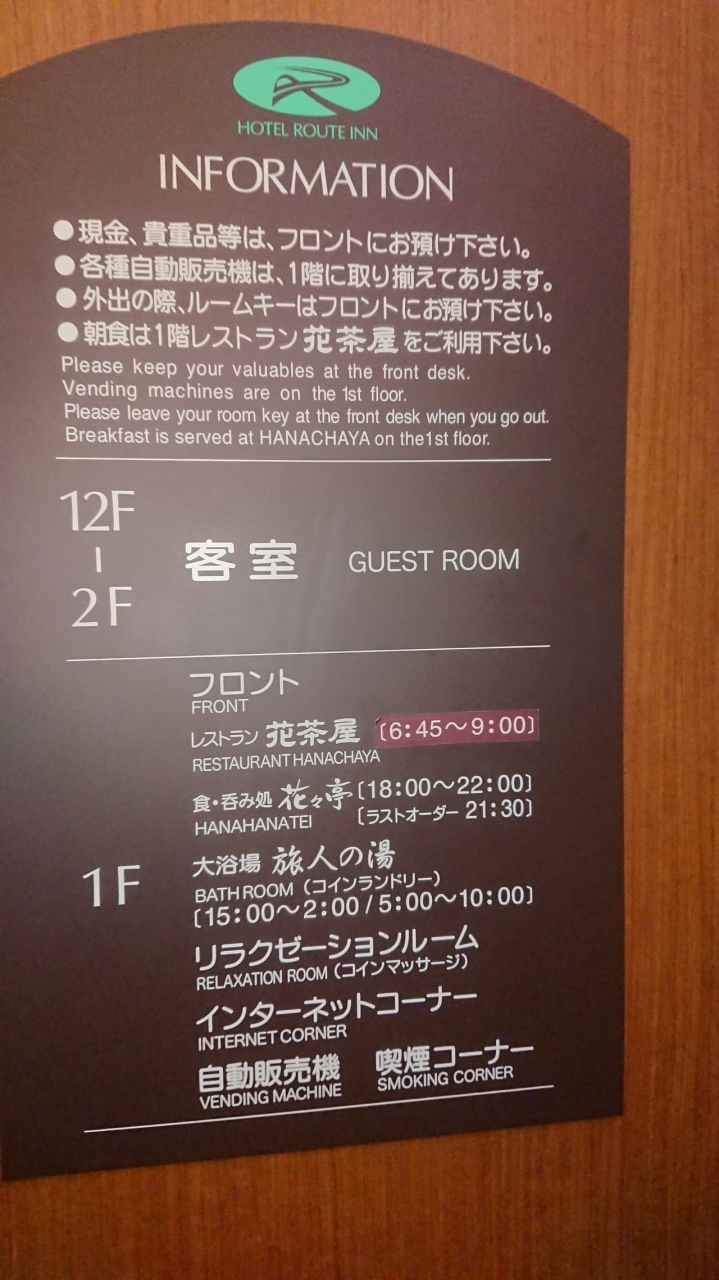 HOTEL ROUTE INN
INFORMATION
●現金、貴重品等は、フロントにお預け下さい。
●各種自動販売機は、1階に取り揃えてあります。
●外出の際、ルームキーはフロントにお預け下さい。
●朝食は1階レストラン 花茶屋をご利用下さい。
Please keep your valuables at the front desk.
Vending machines are on the 1st floor.
Please leave your room key at the front desk when you go out.
Breakfast is served at HANACHAYA on the1st floor.
12F
|
2F
客室 GUEST ROOM
1F
フロント
FRONT
レストラン 花茶屋 〔6:45〜9:00〕
RESTAURANT HANACHAYA
食・呑み処 花々亭 〔18:00〜22:00〕
HANAHANATEI 〔ラストオーダー 21:30〕
大浴場 旅人の湯
BATH ROOM (コインランドリー)
〔15:00〜2:00 / 5:00〜10:00〕
リラクゼーションルーム
RELAXATION ROOM (コインマッサージ)
インターネットコーナー
INTERNET CORNER
自動販売機 喫煙コーナー
VENDING MACHINE SMOKING CORNER